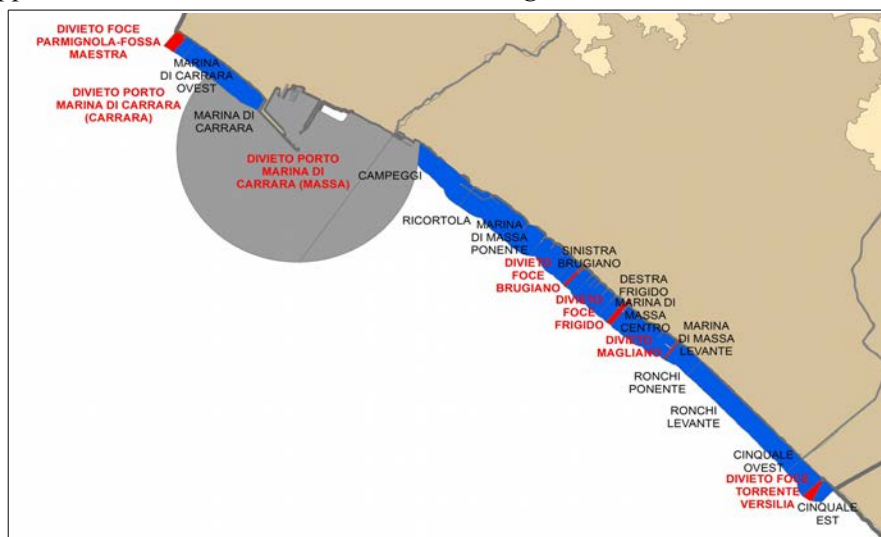 DIVIETO FOCE
PARMIGNOLA-FOSSA
MAESTRA
MARINA
DI CARRARA
OVEST
DIVIETO PORTO
MARINA DI CARRARA
(CARRARA)
MARINA DI
CARRARA
DIVIETO PORTO
MARINA DI
CARRARA (MASSA)
CAMPEGGI
RICORTOLA
MARINA
DI MASSA
PONENTE
SINISTRA
BRUGIANO
DIVIETO
FOCE
BRUGIANO
DESTRA
FRIGIDO
DIVIETO
FOCE
FRIGIDO
MARINA DI
MASSA
CENTRO
DIVIETO
MAGLIANO
MARINA
DI MASSA
LEVANTE
RONCHI
PONENTE
RONCHI
LEVANTE
CINQUALE
OVEST
DIVIETO FOCE
TORRENTE
VERSILIA
CINQUALE
EST